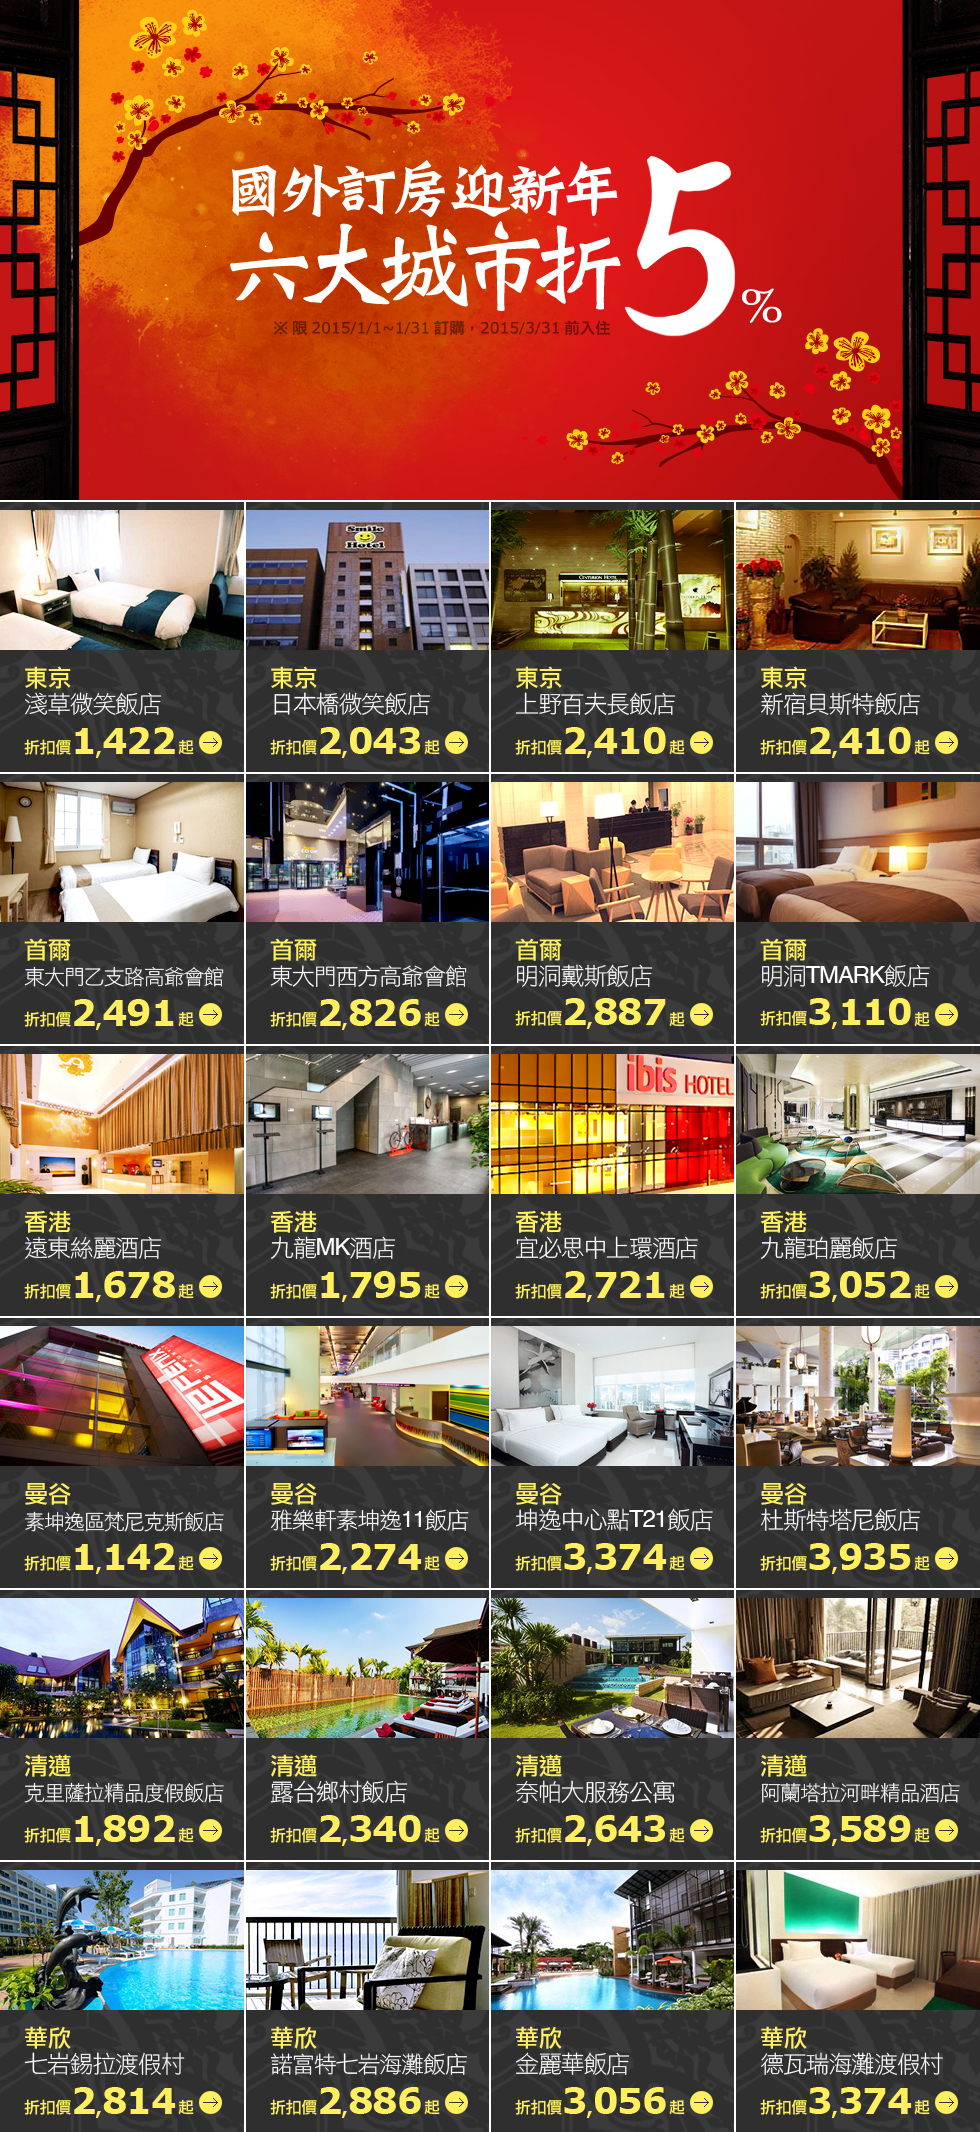 國外訂房迎新年
六大城市折5%
※ 限 2015/1/1~1/31 訂購，2015/3/31 前入住
Smile
Hotel
CENTURION HOTEL
東京
淺草微笑飯店
折扣價1,422起
東京
日本橋微笑飯店
折扣價2,043起
東京
上野百夫長飯店
折扣價2,410起
東京
新宿貝斯特飯店
折扣價2,410起
首爾
東大門乙支路高爺會館
折扣價2,491起
首爾
東大門西方高爺會館
折扣價2,826起
首爾
明洞戴斯飯店
折扣價2,887起
首爾
明洞TMARK飯店
折扣價3,110起
ibis HOTEL
香港
遠東絲麗酒店
折扣價1,678起
香港
九龍MK酒店
折扣價1,795起
香港
宜必思中上環酒店
折扣價2,721起
香港
九龍珀麗飯店
折扣價3,052起
曼谷
素坤逸區梵尼克斯飯店
折扣價1,142起
曼谷
雅樂軒素坤逸11飯店
折扣價2,274起
曼谷
坤逸中心點T21飯店
折扣價3,374起
曼谷
杜斯特塔尼飯店
折扣價3,935起
清邁
克里薩拉精品度假飯店
折扣價1,892起
清邁
露台鄉村飯店
折扣價2,340起
清邁
奈帕大服務公寓
折扣價2,643起
清邁
阿蘭塔拉河畔精品酒店
折扣價3,589起
華欣
七岩錫拉渡假村
折扣價2,814起
華欣
諾富特七岩海灘飯店
折扣價2,886起
華欣
金麗華飯店
折扣價3,056起
華欣
德瓦瑞海灘渡假村
折扣價3,374起